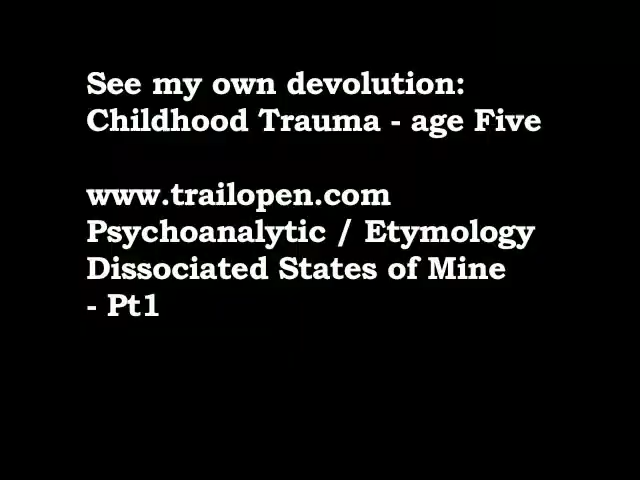 See my own devolution:
Childhood Trauma - age Five
www.trailopen.com
Psychoanalytic / Etymology
Dissociated States of Mine
- Pt1